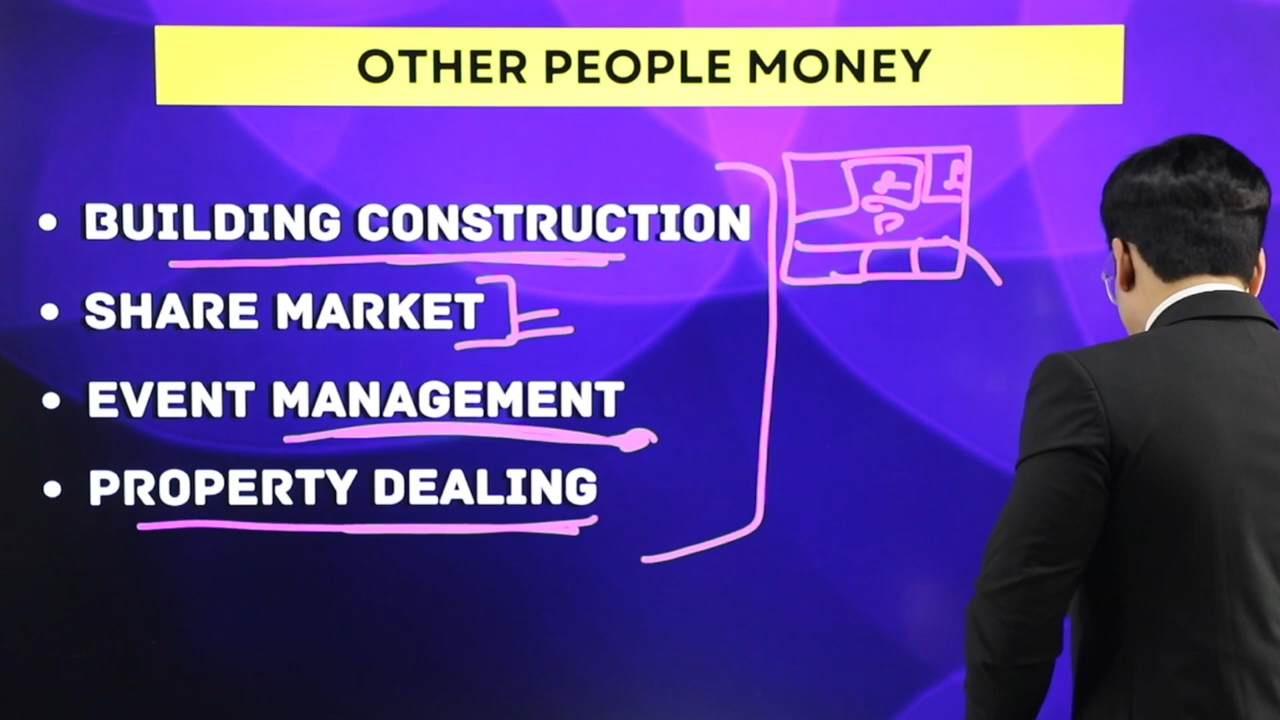 OTHER PEOPLE MONEY
• BUILDING CONSTRUCTION
• SHARE MARKET
• EVENT MANAGEMENT
• PROPERTY DEALING